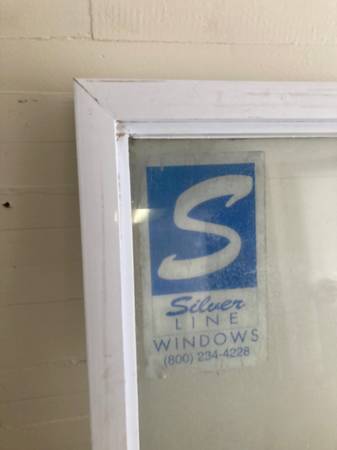 S
Silver
LINE
WINDOWS
(800) 234-4228